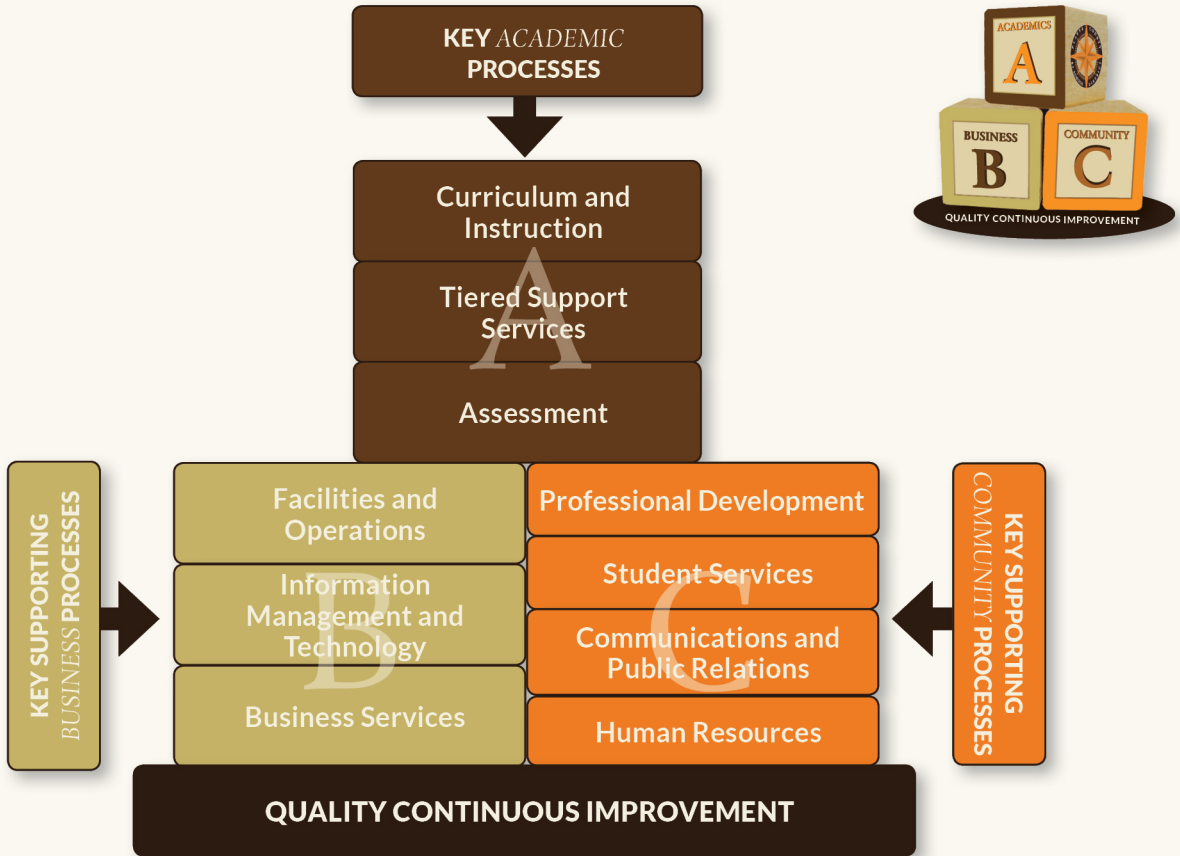 KEY ACADEMIC
PROCESSES
ACADEMICS
A
BUSINESS
B
COMMUNITY
C
QUALITY CONTINUOUS IMPROVEMENT
Curriculum and
Instruction
A
Tiered Support
Services
Assessment
KEY SUPPORTING
BUSINESS PROCESSES
Facilities and
Operations
B
Information
Management and
Technology
Business Services
Professional Development
Student Services
C
Communications and
Public Relations
Human Resources
KEY SUPPORTING
COMMUNITY PROCESSES
QUALITY CONTINUOUS IMPROVEMENT